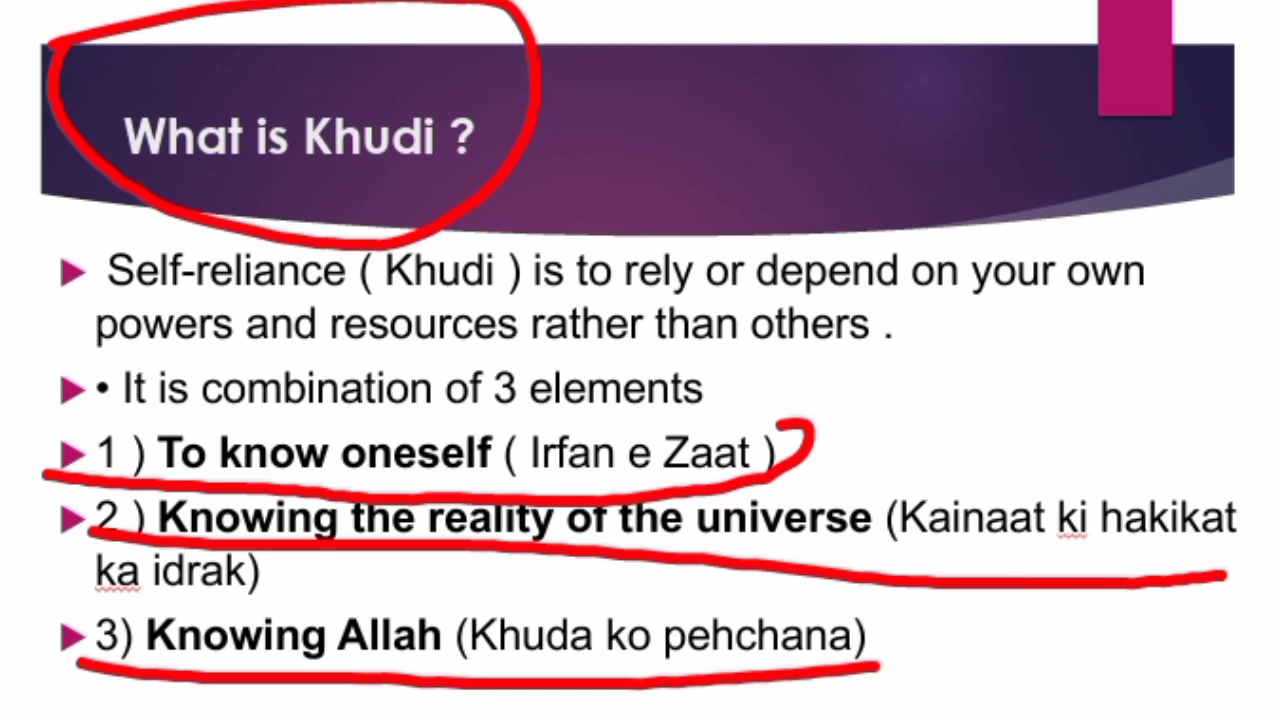 What is Khudi ?
Self-reliance ( Khudi ) is to rely or depend on your own
powers and resources rather than others .
• It is combination of 3 elements
1 ) To know oneself ( Irfan e Zaat )
2 ) Knowing the reality of the universe (Kainaat ki hakikat
ka idrak)
3) Knowing Allah (Khuda ko pehchana)